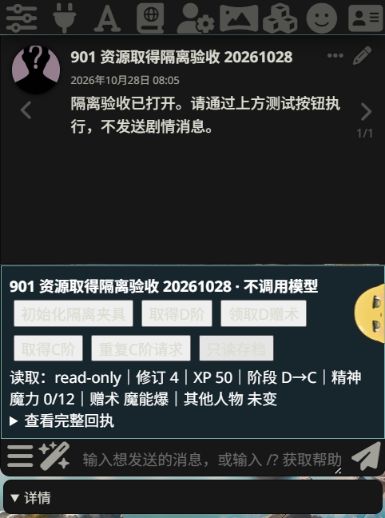 901 资源取得隔离验收 20261028
2026年10月28日 08:05
隔离验收已打开。请通过上方测试按钮执
行，不发送剧情消息。
1/1
901 资源取得隔离验收 20261028 · 不调用模型
初始化隔离夹具 取得D阶 领取D赠术
取得C阶 重复C阶请求 只读存档
读取：read-only｜修订 4｜XP 50｜阶段 D→C｜精神
魔力 0/12｜赠术 魔能爆｜其他人物 未变
▶ 查看完整回执
输入想发送的消息，或输入 /? 获取帮助
▼ 详情